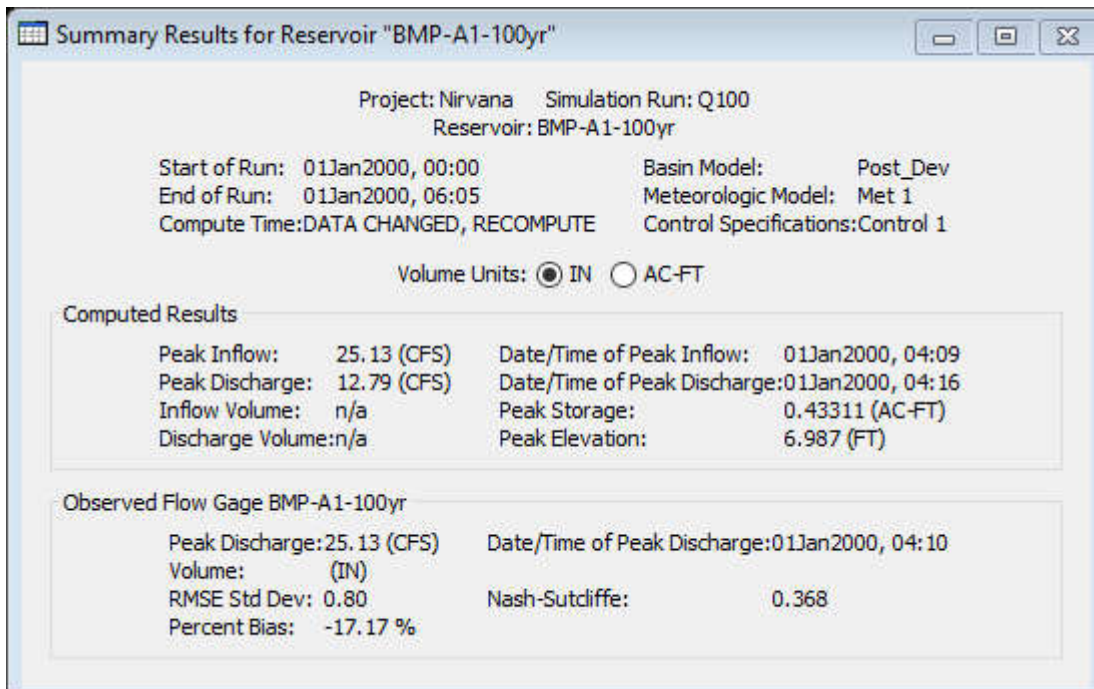 Summary Results for Reservoir "BMP-A1-100yr"
Project: Nirvana Simulation Run: Q100
Reservoir: BMP-A1-100yr
Start of Run: 01Jan2000, 00:00 Basin Model: Post_Dev
End of Run: 01Jan2000, 06:05 Meteorologic Model: Met 1
Compute Time:DATA CHANGED, RECOMPUTE Control Specifications:Control 1
Volume Units: IN AC-FT
Computed Results
Peak Inflow: 25.13 (CFS) Date/Time of Peak Inflow: 01Jan2000, 04:09
Peak Discharge: 12.79 (CFS) Date/Time of Peak Discharge:01Jan2000, 04:16
Inflow Volume: n/a Peak Storage: 0.43311 (AC-FT)
Discharge Volume:n/a Peak Elevation: 6.987 (FT)
Observed Flow Gage BMP-A1-100yr
Peak Discharge:25.13 (CFS) Date/Time of Peak Discharge:01Jan2000, 04:10
Volume: (IN)
RMSE Std Dev: 0.80 Nash-Sutcliffe: 0.368
Percent Bias: -17.17 %